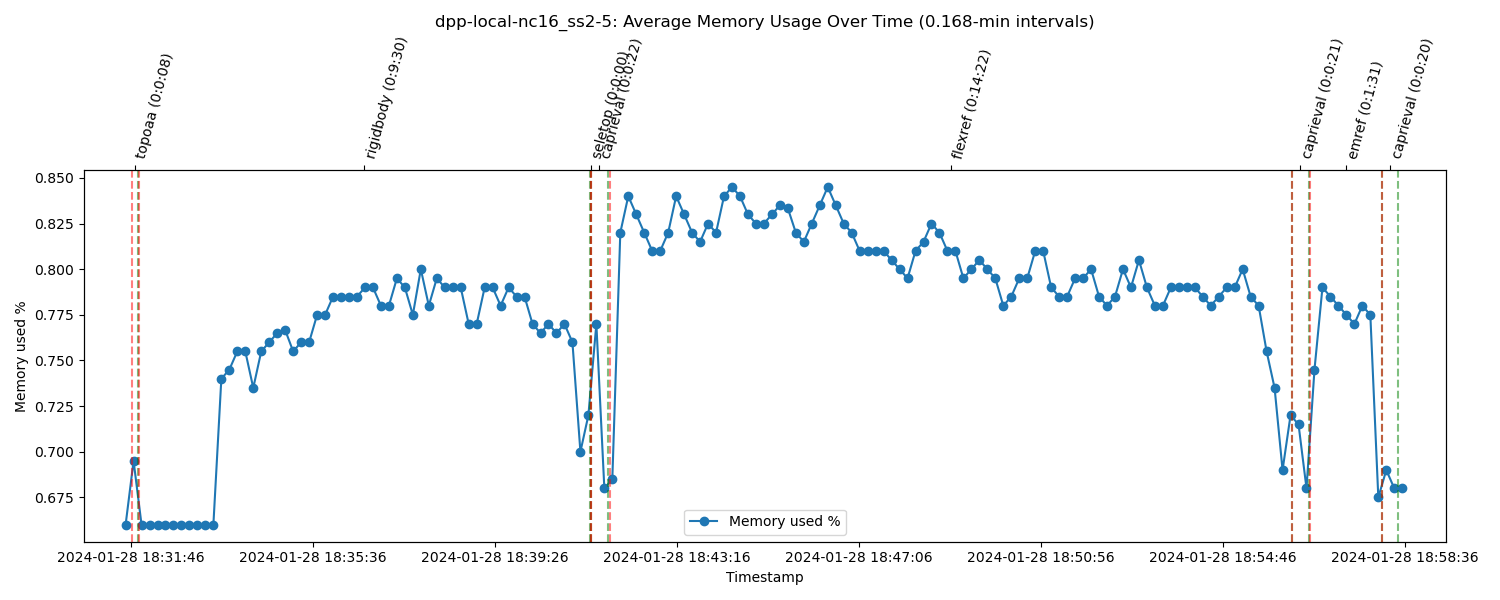 dpp-local-nc16_ss2-5: Average Memory Usage Over Time (0.168-min intervals)
topoaa (0:0:08)
rigidbody (0:9:30)
seletop (0:0:00)
caprieval (0:0:22)
flexref (0:14:22)
caprieval (0:0:21)
emref (0:1:31)
caprieval (0:0:20)
0.850
0.825
0.800
0.775
0.750
0.725
0.700
0.675
Memory used %
Memory used %
2024-01-28 18:31:46
2024-01-28 18:35:36
2024-01-28 18:39:26
2024-01-28 18:43:16
2024-01-28 18:47:06
2024-01-28 18:50:56
2024-01-28 18:54:46
2024-01-28 18:58:36
Timestamp